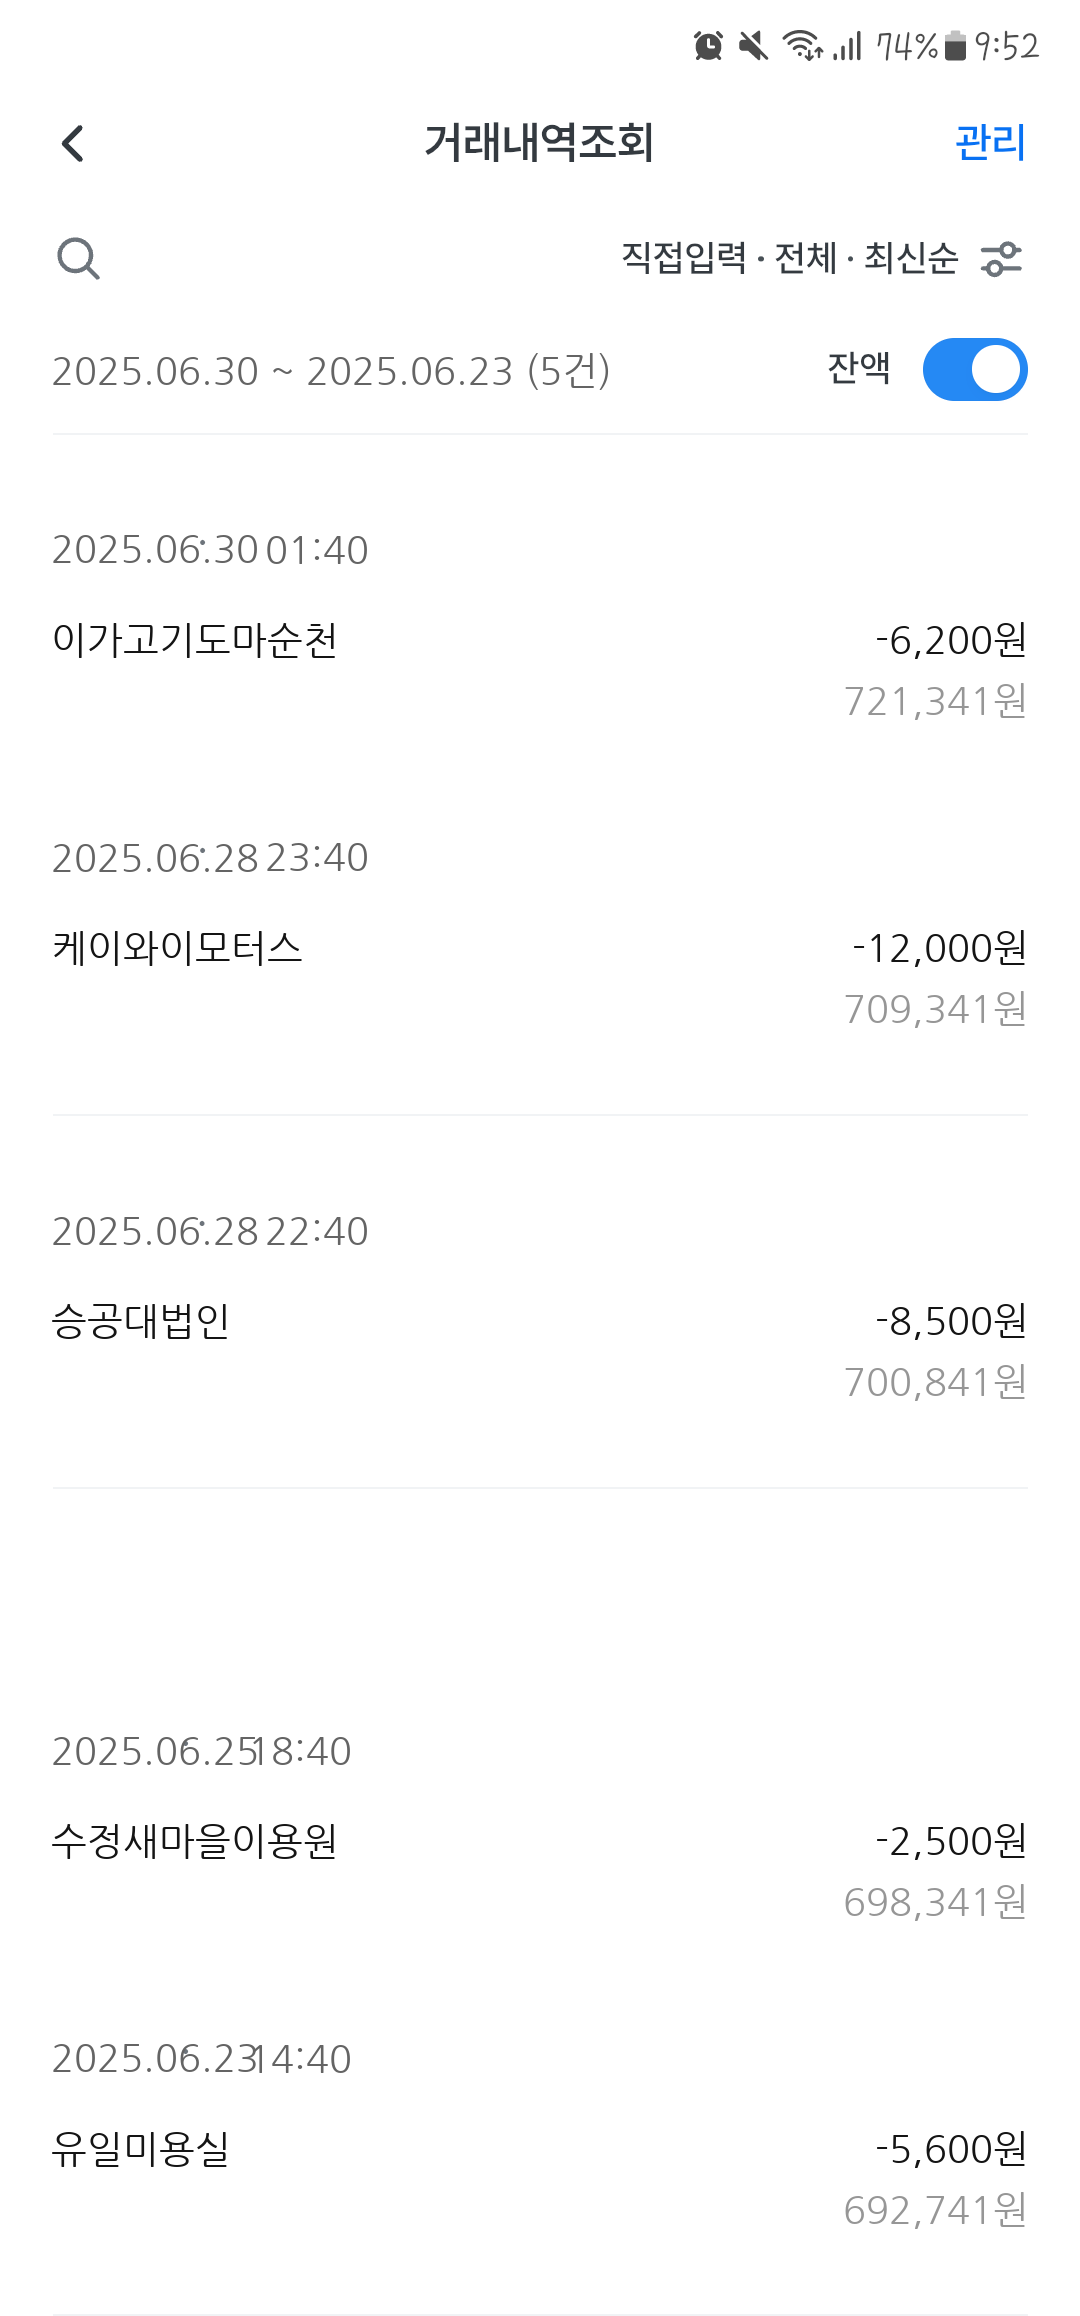 74% 9:52
거래내역조회 관리
직접입력 · 전체 · 최신순
2025.06.30 ~ 2025.06.23 (5건) 잔액
2025.06.30 01:40
이가고기도마순천 -6,200원
721,341원
2025.06.28 23:40
케이와이모터스 -12,000원
709,341원
2025.06.28 22:40
승공대법인 -8,500원
700,841원
2025.06.25 18:40
수정새마을이용원 -2,500원
698,341원
2025.06.23 14:40
유일미용실 -5,600원
692,741원